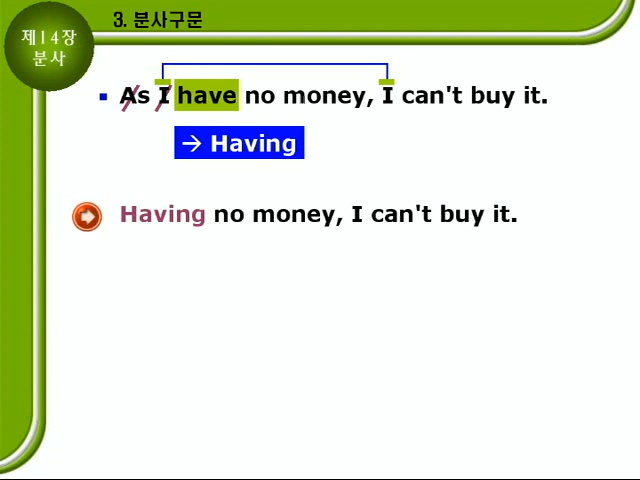 3. 분사구문
제14장
분사
As I have no money, I can't buy it.
→ Having
Having no money, I can't buy it.